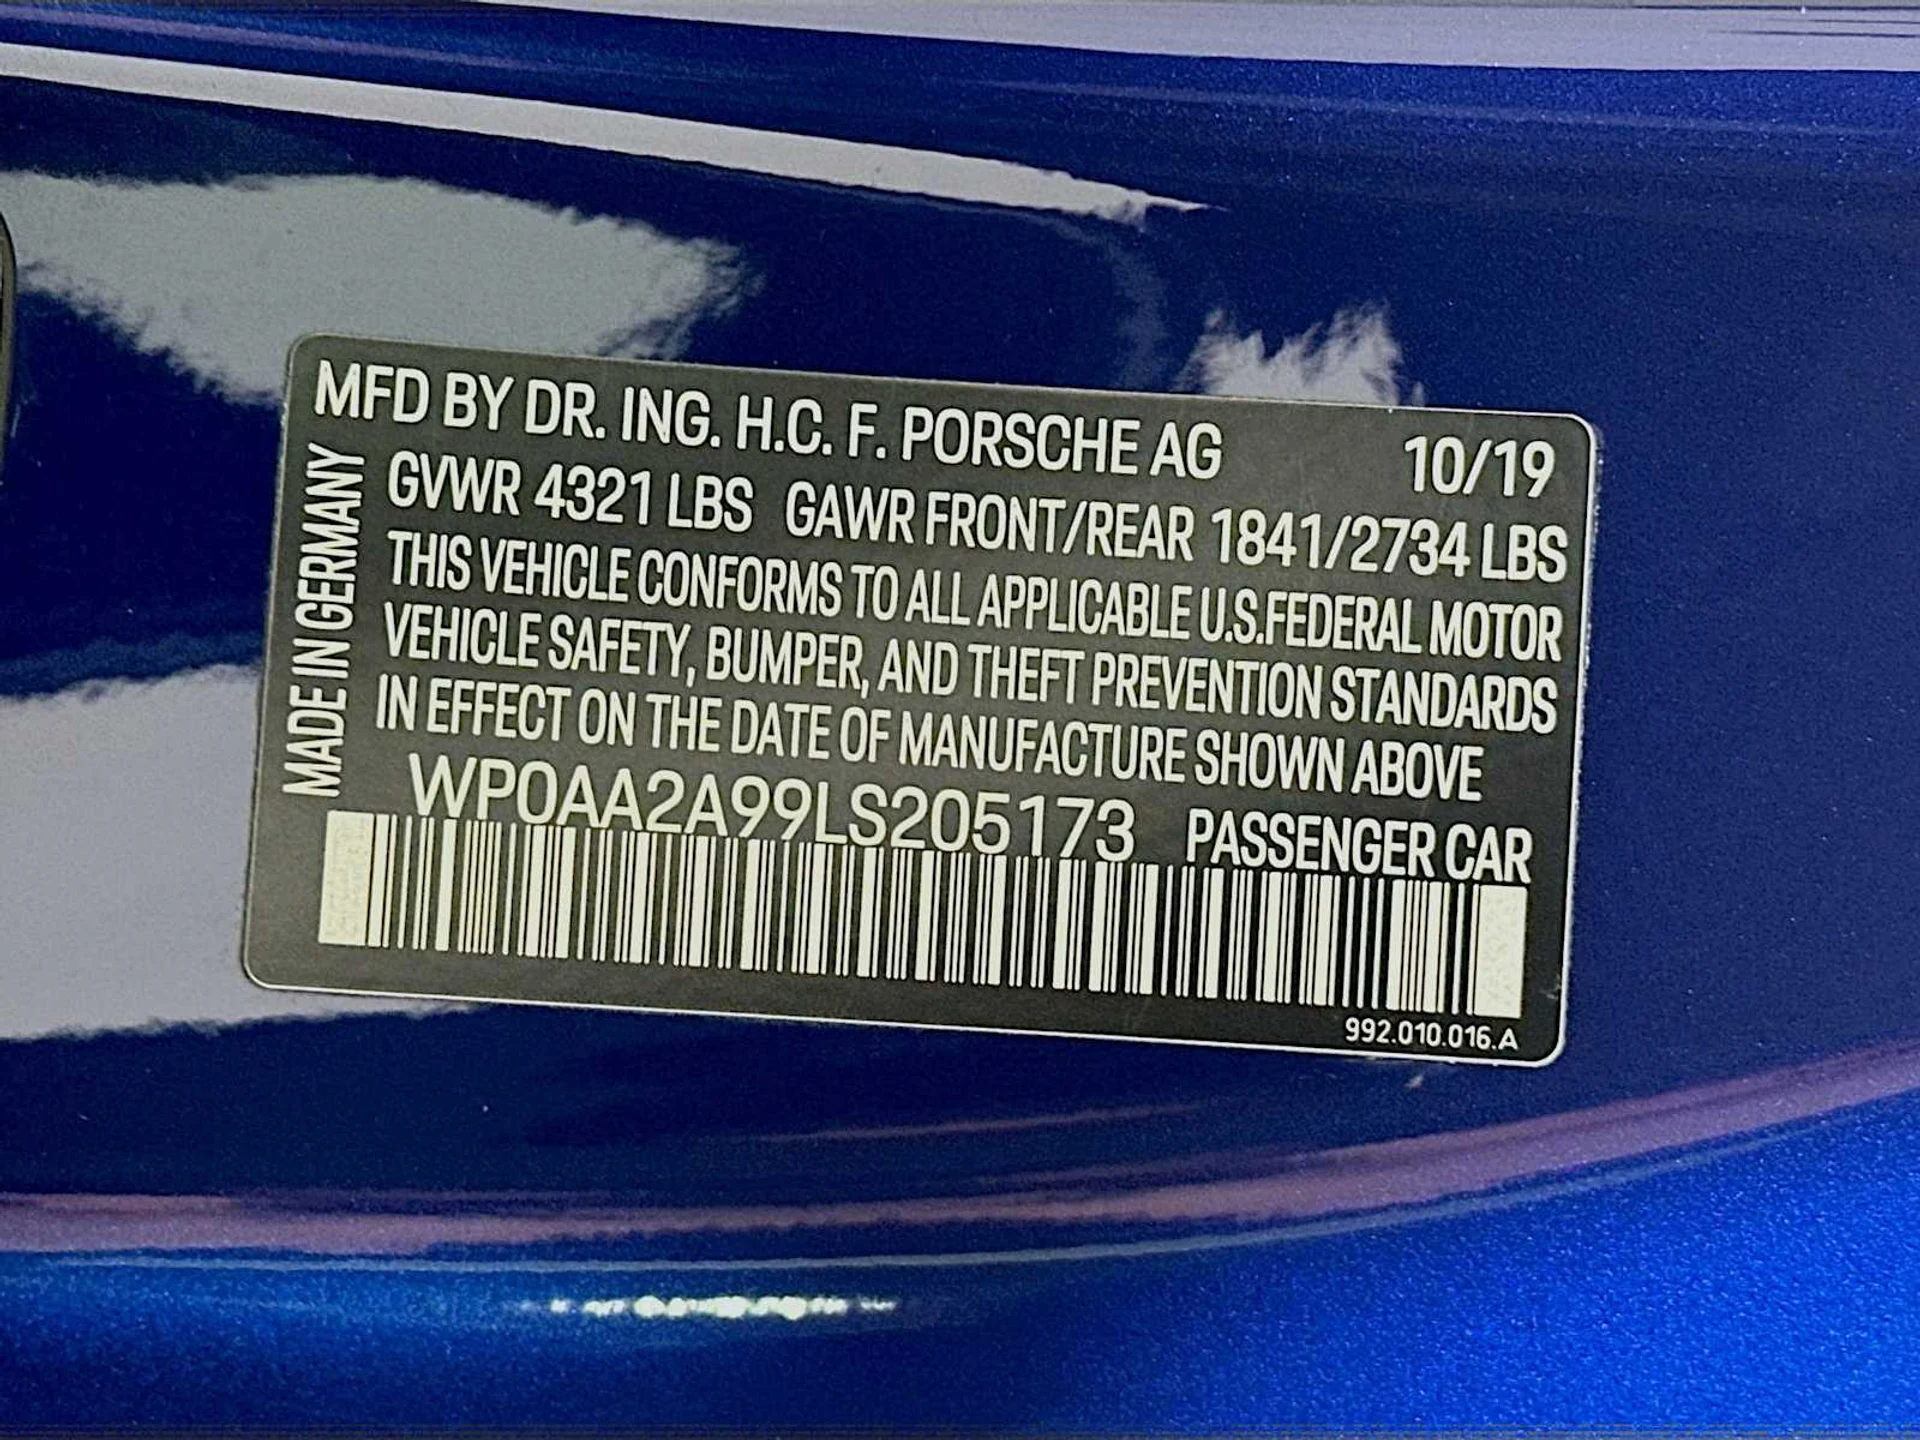 MFD BY DR. ING. H.C. F. PORSCHE AG 10/19
GVWR 4321 LBS GAWR FRONT/REAR 1841/2734 LBS
THIS VEHICLE CONFORMS TO ALL APPLICABLE U.S.FEDERAL MOTOR
VEHICLE SAFETY, BUMPER, AND THEFT PREVENTION STANDARDS
IN EFFECT ON THE DATE OF MANUFACTURE SHOWN ABOVE
MADE IN GERMANY
WP0AA2A99LS205173 PASSENGER CAR
992.010.016.A